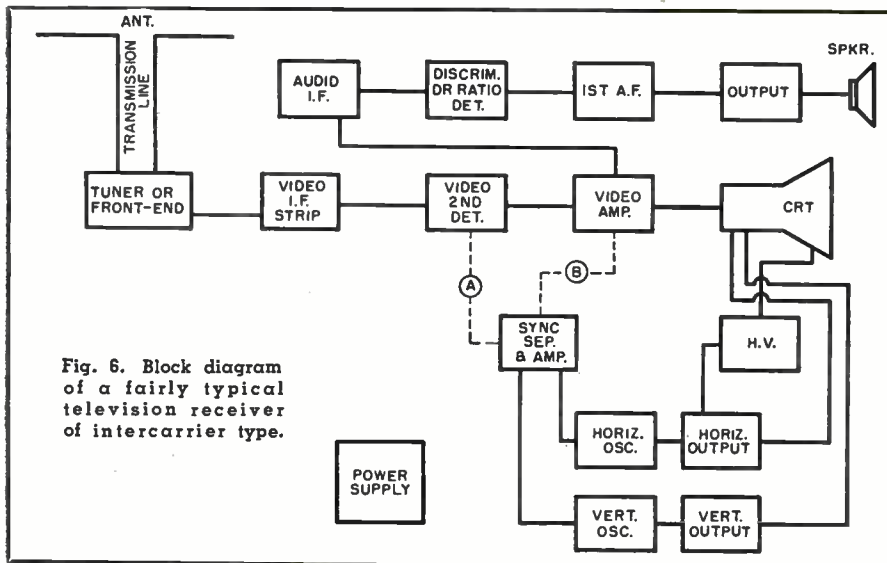 ANT.
TRANSMISSION
LINE
TUNER OR
FRONT-END
VIDEO
I.F.
STRIP
VIDEO
2ND
DET.
VIDEO
AMP.
CRT
AUDIO
I.F.
DISCRIM.
OR RATIO
DET.
1ST A.F.
OUTPUT
SPKR.
A
B
SYNC
SEP.
& AMP.
H.V.
HORIZ.
OSC.
HORIZ.
OUTPUT
VERT.
OSC.
VERT.
OUTPUT
POWER
SUPPLY
Fig. 6. Block diagram
of a fairly typical
television receiver
of intercarrier type.